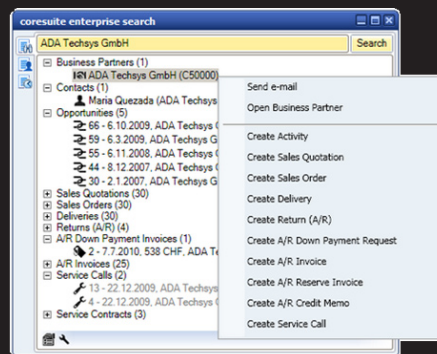 coresuite enterprise search
ADA Techsys GmbH
Search
Business Partners (1)
ADA Techsys GmbH (C50000)
Contacts (1)
Maria Quezada (ADA Techsys
Opportunities (5)
66 - 6.10.2009, ADA Techsys
59 - 6.3.2009, ADA Techsys G
55 - 6.11.2008, ADA Techsys
44 - 8.12.2007, ADA Techsys
30 - 2.1.2007, ADA Techsys G
Sales Quotations (30)
Sales Orders (30)
Deliveries (30)
Returns (A/R) (4)
A/R Down Payment Invoices (1)
2 - 7.7.2010, 538 CHF, ADA Te
A/R Invoices (25)
Service Calls (2)
13 - 22.12.2009, ADA Techsys
4 - 22.12.2009, ADA Techsys
Service Contracts (3)
Send e-mail
Open Business Partner
Create Activity
Create Sales Quotation
Create Sales Order
Create Delivery
Create Return (A/R)
Create A/R Down Payment Request
Create A/R Invoice
Create A/R Reserve Invoice
Create A/R Credit Memo
Create Service Call